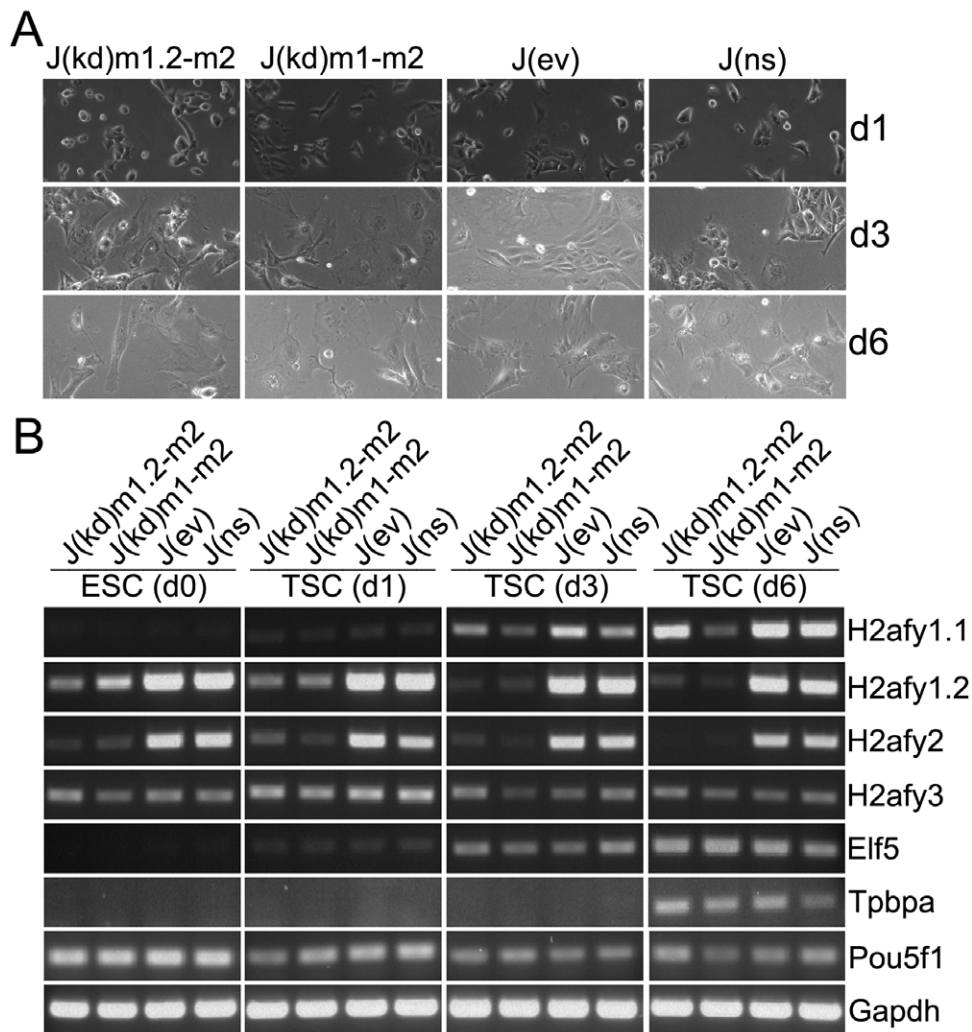 A
J(kd)m1.2-m2 J(kd)m1-m2 J(ev) J(ns)
d1
d3
d6
B
J(kd)m1.2-m2 J(kd)m1-m2 J(ev) J(ns) J(kd)m1.2-m2 J(kd)m1-m2 J(ev) J(ns) J(kd)m1.2-m2 J(kd)m1-m2 J(ev) J(ns) J(kd)m1.2-m2 J(kd)m1-m2 J(ev) J(ns)
ESC (d0) TSC (d1) TSC (d3) TSC (d6)
H2afy1.1
H2afy1.2
H2afy2
H2afy3
Elf5
Tpbpa
Pou5f1
Gapdh